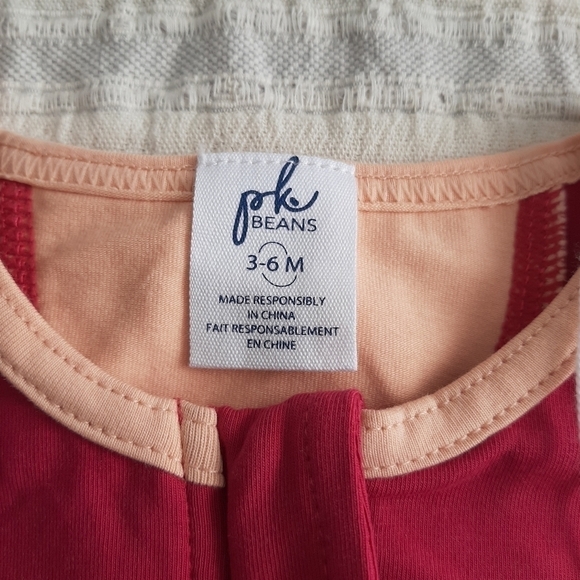 pk.
BEANS
3-6 M
MADE RESPONSIBLY
IN CHINA
FAIT RESPONSABLEMENT
EN CHINE